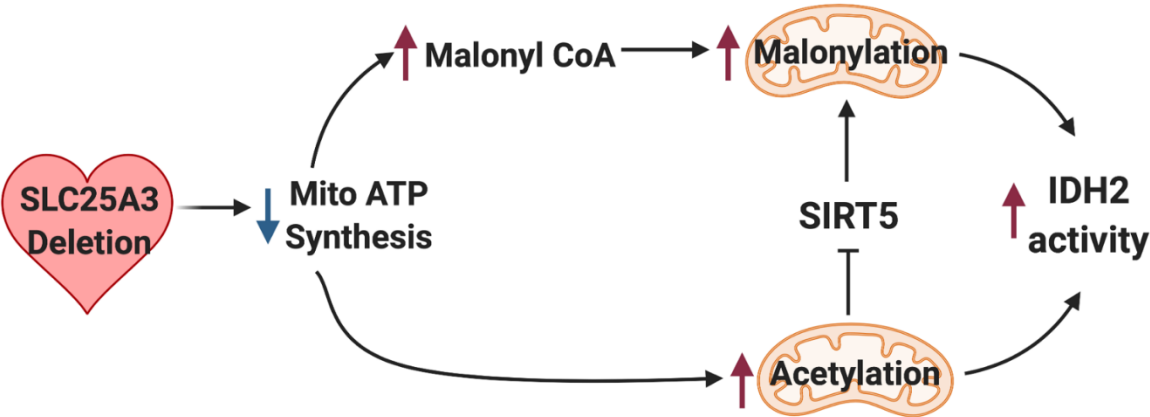 Malonyl CoA
Malonylation
SLC25A3
Deletion
Mito ATP
Synthesis
SIRT5
IDH2
activity
Acetylation